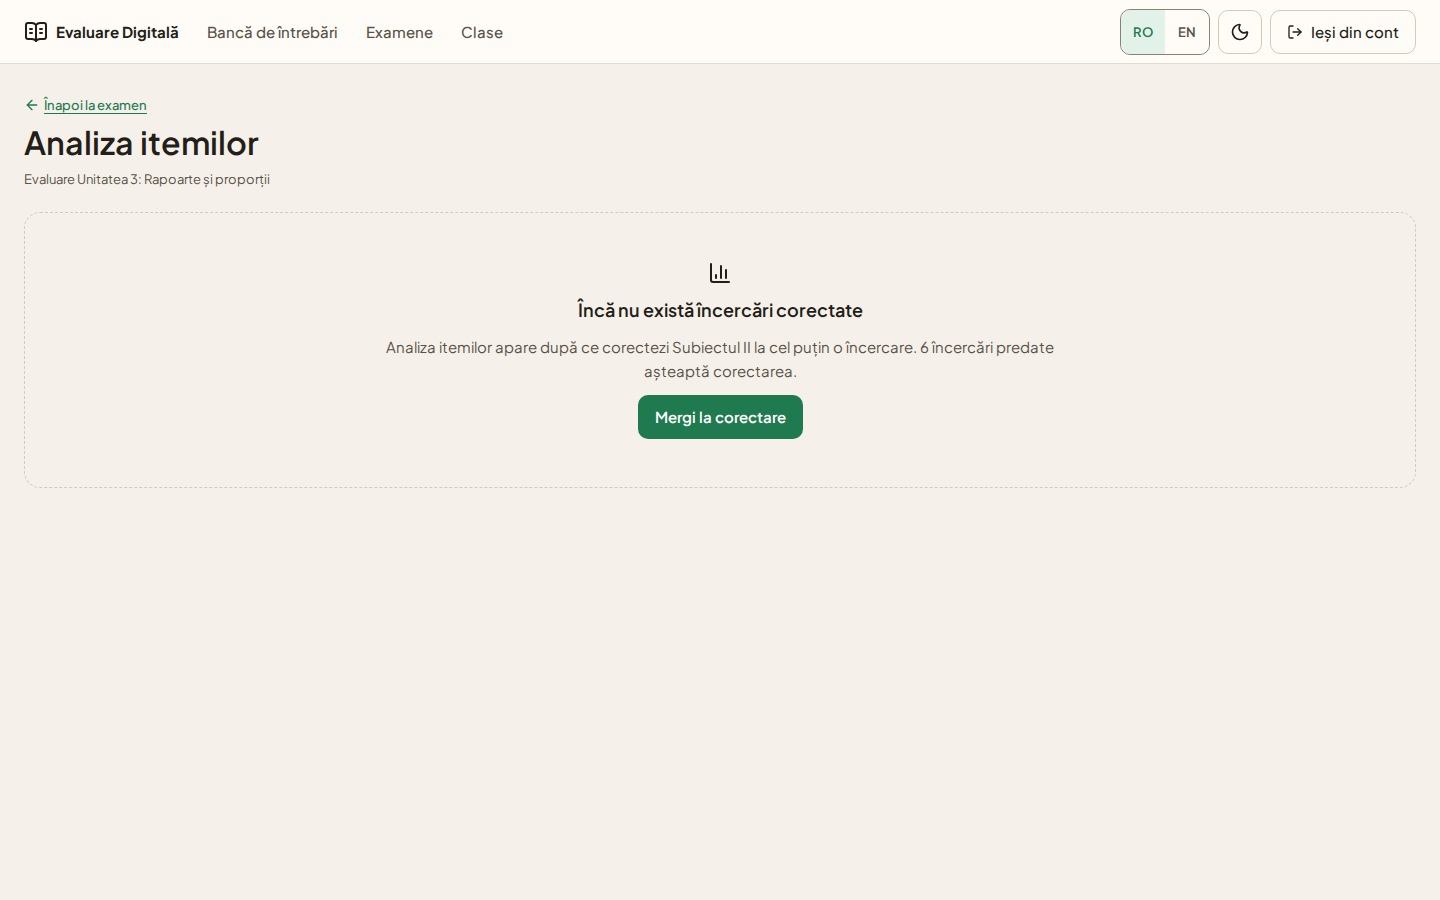 Evaluare Digitală
Bancă de întrebări
Examene
Clase
RO
EN
Ieși din cont
Înapoi la examen
Analiza itemilor
Evaluare Unitatea 3: Rapoarte și proporții
Încă nu există încercări corectate
Analiza itemilor apare după ce corectezi Subiectul II la cel puțin o încercare. 6 încercări predate
așteaptă corectarea.
Mergi la corectare